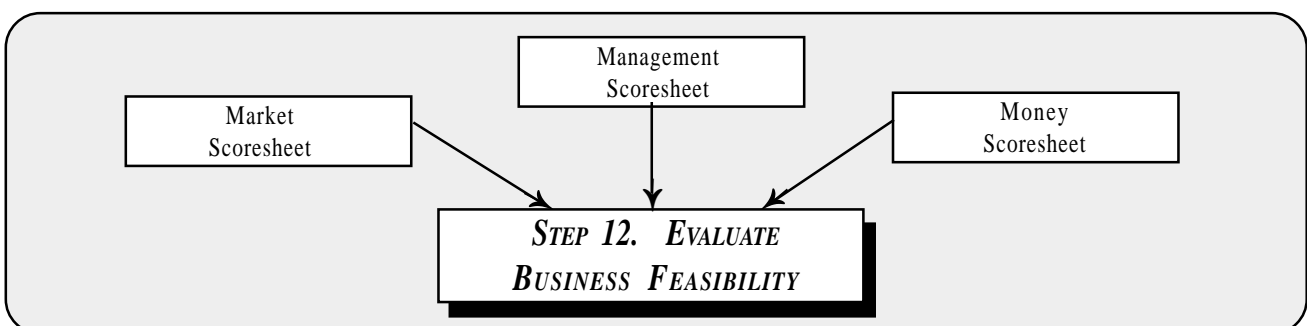 Management
Scoresheet
Market
Scoresheet
Money
Scoresheet
STEP 12. EVALUATE
BUSINESS FEASIBILITY